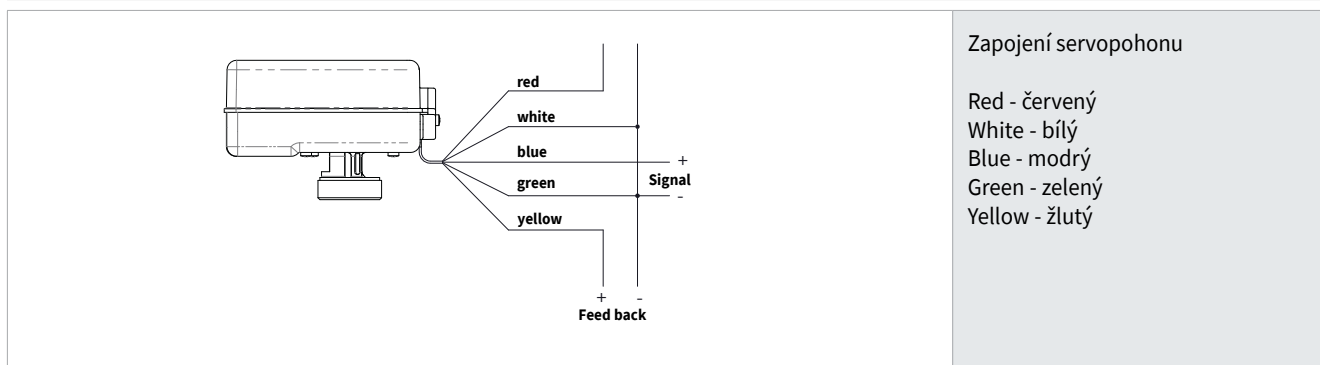 red
white
blue
+
Signal
green
-
yellow
+ -
Feed back
Zapojení servopohonu
Red - červený
White - bílý
Blue - modrý
Green - zelený
Yellow - žlutý